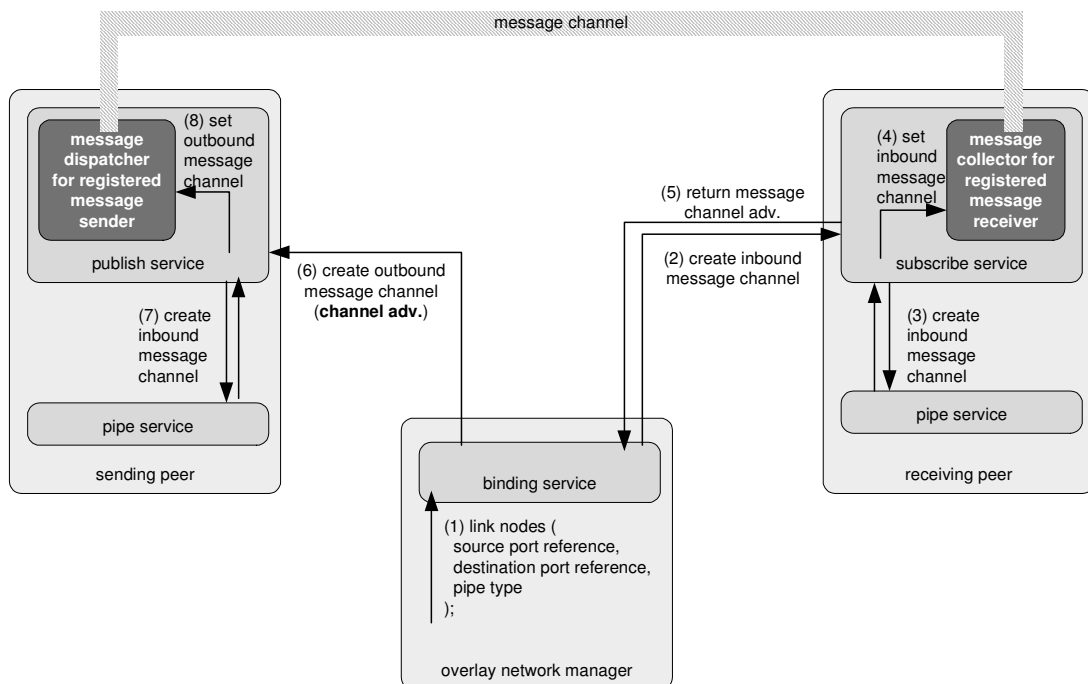 message channel
message
dispatcher
for registered
message
sender
(8) set
outbound
message
channel
publish service
(7) create
inbound
message
channel
pipe service
sending peer
(6) create outbound
message channel
(channel adv.)
(5) return message
channel adv.
(2) create inbound
message channel
(4) set
inbound
message
channel
message
collector for
registered
message
receiver
subscribe service
(3) create
inbound
message
channel
pipe service
receiving peer
binding service
(1) link nodes (
source port reference,
destination port reference,
pipe type
);
overlay network manager